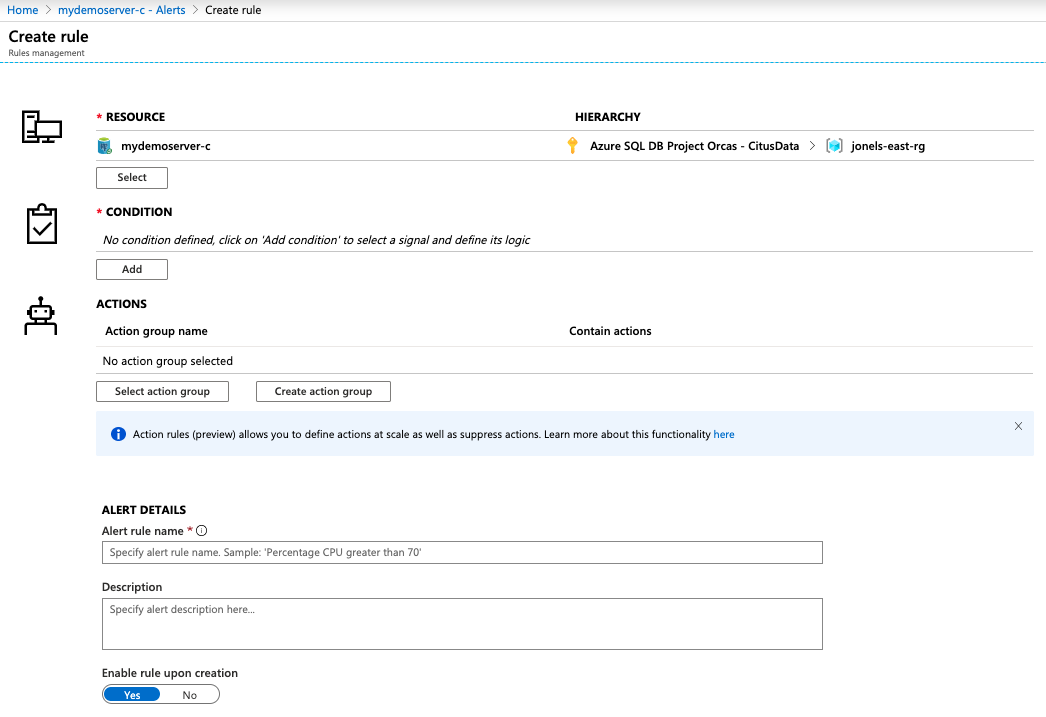 Home > mydemoserver-c - Alerts > Create rule
Create rule
Rules management
* RESOURCE
HIERARCHY
mydemoserver-c
Azure SQL DB Project Orcas - CitusData > jonels-east-rg
Select
* CONDITION
No condition defined, click on 'Add condition' to select a signal and define its logic
Add
ACTIONS
Action group name
Contain actions
No action group selected
Select action group
Create action group
Action rules (preview) allows you to define actions at scale as well as suppress actions. Learn more about this functionality here
ALERT DETAILS
Alert rule name *
Specify alert rule name. Sample: 'Percentage CPU greater than 70'
Description
Specify alert description here...
Enable rule upon creation
Yes No